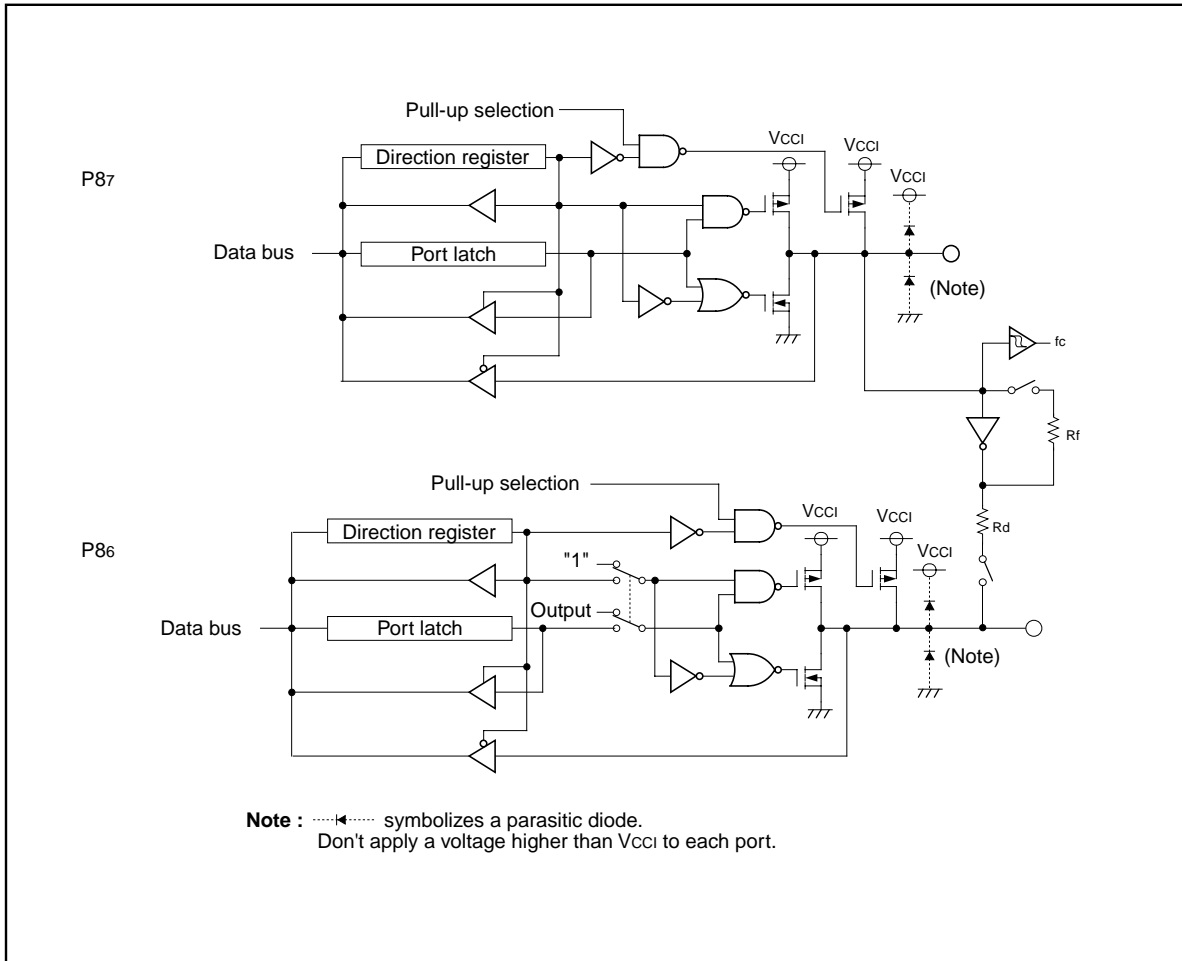 Pull-up selection
VCCI
VCCI
VCCI
Direction register
P87
Data bus
Port latch
(Note)
fc
Rf
Pull-up selection
VCCI
VCCI
VCCI
Direction register
Rd
P86
"1"
Output
Data bus
Port latch
(Note)
Note : symbolizes a parasitic diode.
Don't apply a voltage higher than VCCI to each port.